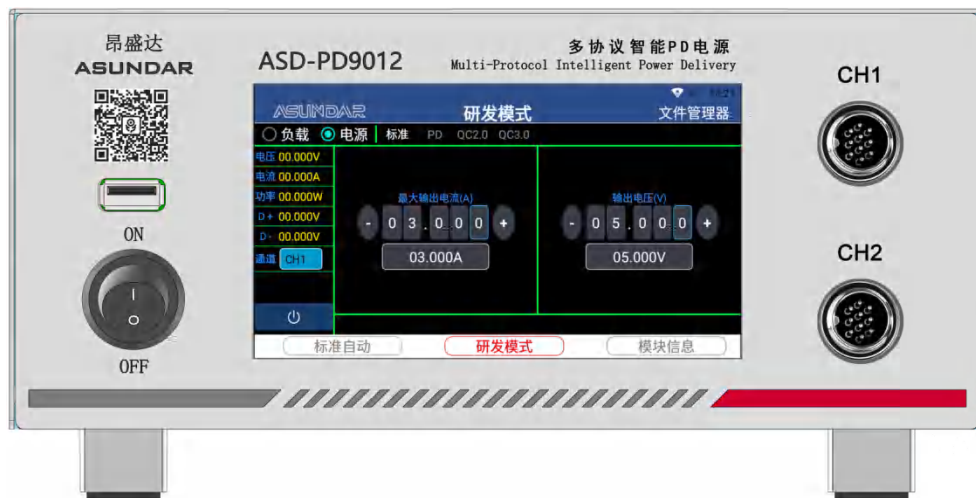 昂盛达
ASUNDAR
ON
I
O
OFF
ASD-PD9012
多协议智能PD电源
Multi-Protocol Intelligent Power Delivery
ASUNDAR
研发模式
文件管理器
负载 电源 标准 PD QC2.0 QC3.0
电压 00.000V
电流 00.000A
功率 00.000W
D+ 00.000V
D- 00.000V
通道 CH1
最大输出电流(A)
- 0 3 . 0 0 0 +
03.000A
输出电压(V)
- 0 5 . 0 0 0 +
05.000V
标准自动
研发模式
模块信息
CH1
CH2